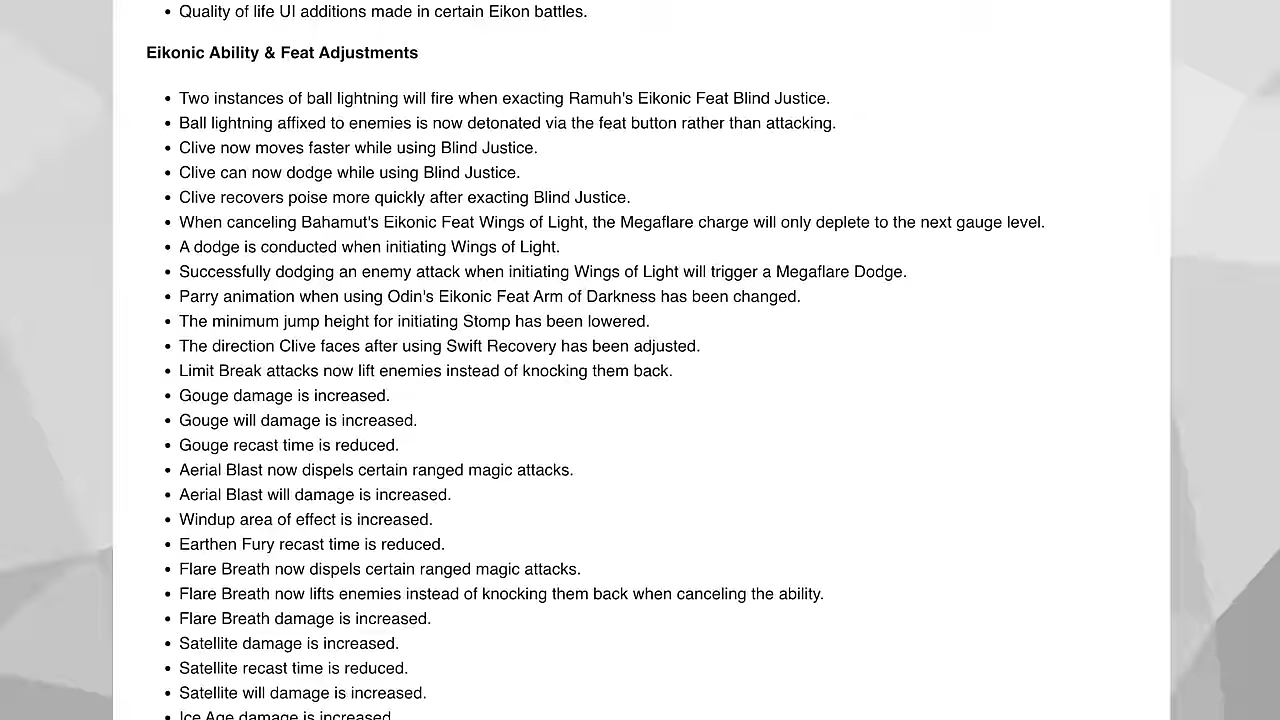 • Quality of life UI additions made in certain Eikon battles.
Eikonic Ability & Feat Adjustments
• Two instances of ball lightning will fire when exacting Ramuh's Eikonic Feat Blind Justice.
• Ball lightning affixed to enemies is now detonated via the feat button rather than attacking.
• Clive now moves faster while using Blind Justice.
• Clive can now dodge while using Blind Justice.
• Clive recovers poise more quickly after exacting Blind Justice.
• When canceling Bahamut's Eikonic Feat Wings of Light, the Megaflare charge will only deplete to the next gauge level.
• A dodge is conducted when initiating Wings of Light.
• Successfully dodging an enemy attack when initiating Wings of Light will trigger a Megaflare Dodge.
• Parry animation when using Odin's Eikonic Feat Arm of Darkness has been changed.
• The minimum jump height for initiating Stomp has been lowered.
• The direction Clive faces after using Swift Recovery has been adjusted.
• Limit Break attacks now lift enemies instead of knocking them back.
• Gouge damage is increased.
• Gouge will damage is increased.
• Gouge recast time is reduced.
• Aerial Blast now dispels certain ranged magic attacks.
• Aerial Blast will damage is increased.
• Windup area of effect is increased.
• Earthen Fury recast time is reduced.
• Flare Breath now dispels certain ranged magic attacks.
• Flare Breath now lifts enemies instead of knocking them back when canceling the ability.
• Flare Breath damage is increased.
• Satellite damage is increased.
• Satellite recast time is reduced.
• Satellite will damage is increased.
• Ice Age damage is increased.